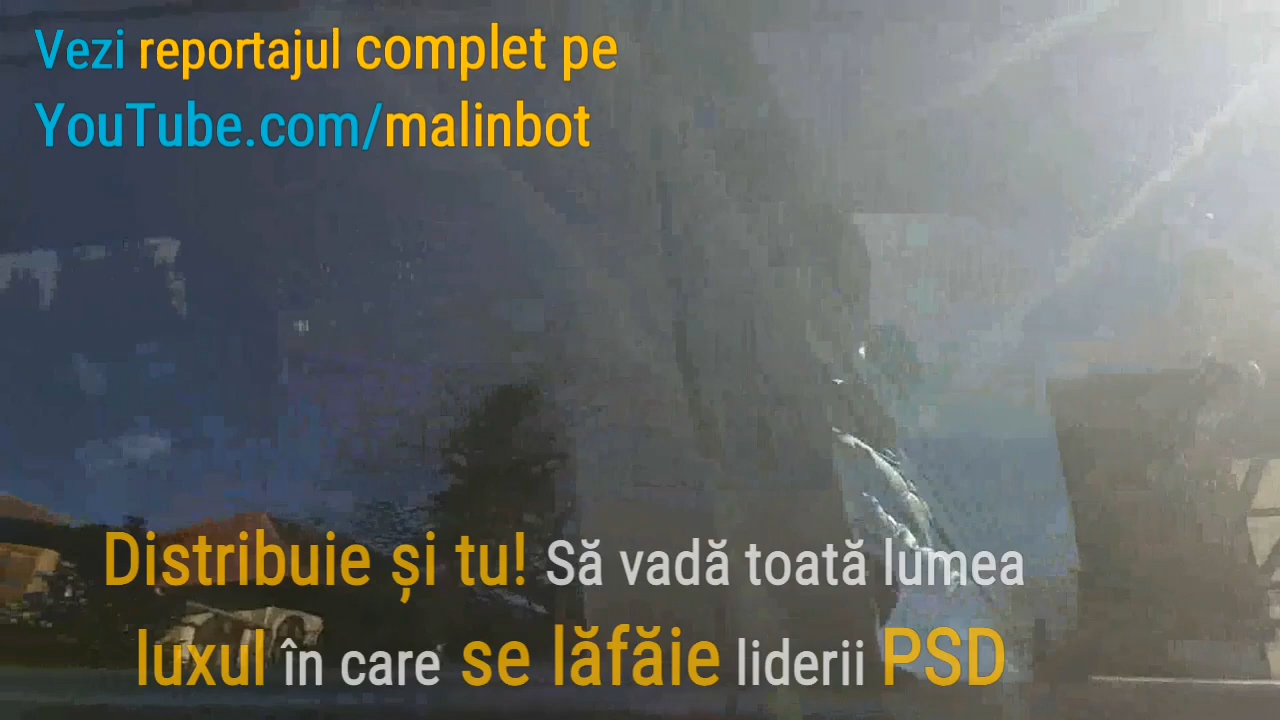 Vezi reportajul complet pe
YouTube.com/malinbot
Distribuie și tu! Să vadă toată lumea
luxul în care se lăfăie liderii PSD